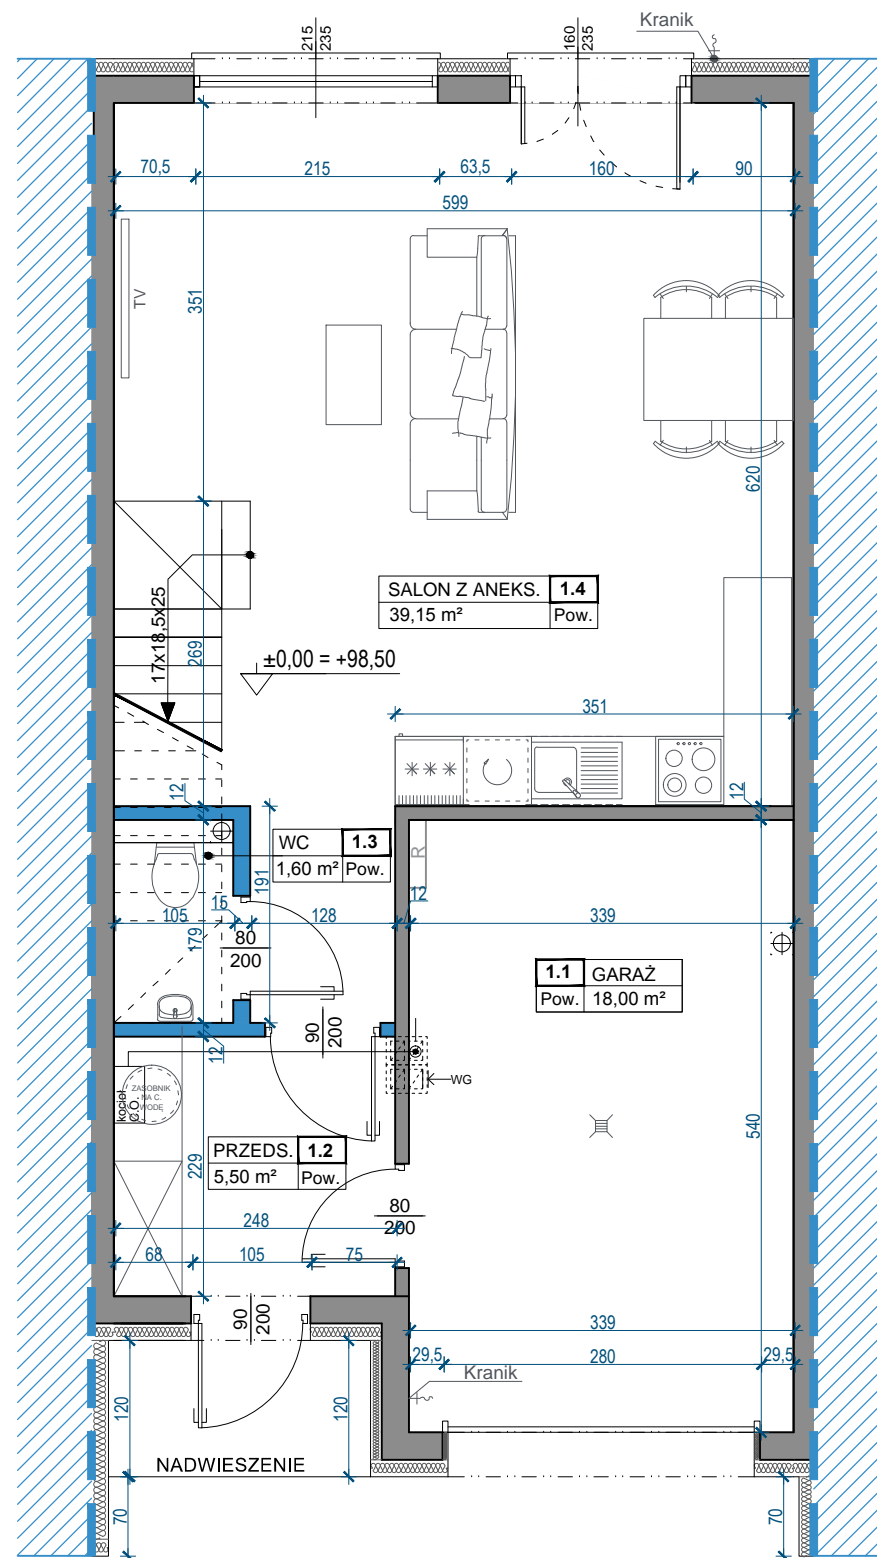 Kranik
215
235
160
235
70,5
215
63,5
160
90
599
351
TV
620
17x18,5x25
269
SALON Z ANEKS. 1.4
39,15 m² Pow.
±0,00 = +98,50
351
12
12
WC 1.3
1,60 m² Pow.
R
191
12
105
15
128
339
179
80
200
1.1 GARAŻ
Pow. 18,00 m²
90
200
12
WG
kocioł
C.O.
ZASOBNIK
NA C.
WODĘ
540
PRZEDS. 1.2
5,50 m² Pow.
229
80
200
248
68
105
75
90
200
339
29,5
280
29,5
Kranik
120
120
NADWIESZENIE
70
70